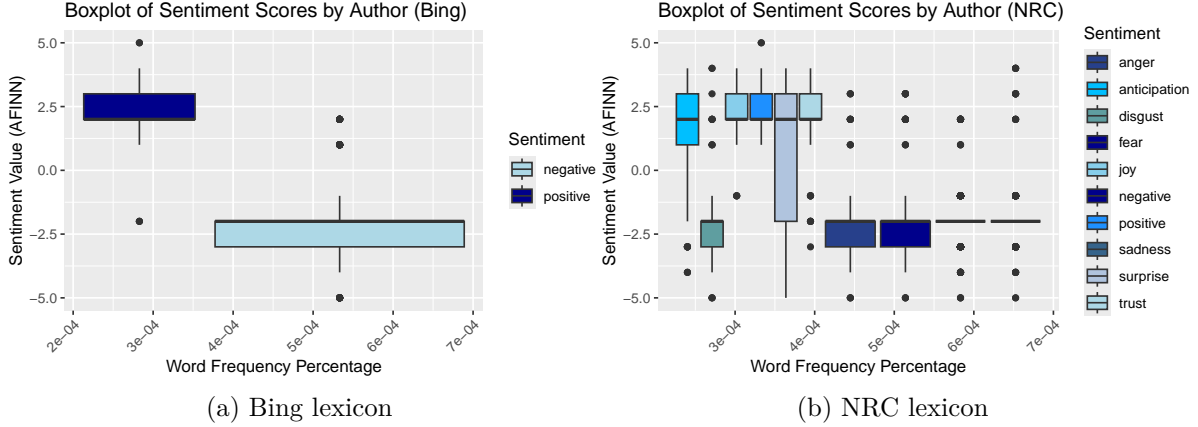 Boxplot of Sentiment Scores by Author (Bing)
Sentiment Value (AFINN)
5.0
2.5
0.0
−2.5
−5.0
2e−04
3e−04
4e−04
5e−04
6e−04
7e−04
Word Frequency Percentage
Sentiment
negative
positive
(a) Bing lexicon
Boxplot of Sentiment Scores by Author (NRC)
Sentiment Value (AFINN)
5.0
2.5
0.0
−2.5
−5.0
3e−04
4e−04
5e−04
6e−04
7e−04
Word Frequency Percentage
Sentiment
anger
anticipation
disgust
fear
joy
negative
positive
sadness
surprise
trust
(b) NRC lexicon